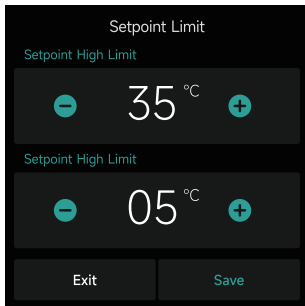 Setpoint Limit
Setpoint High Limit
35 °C
Setpoint High Limit
05 °C
Exit Save